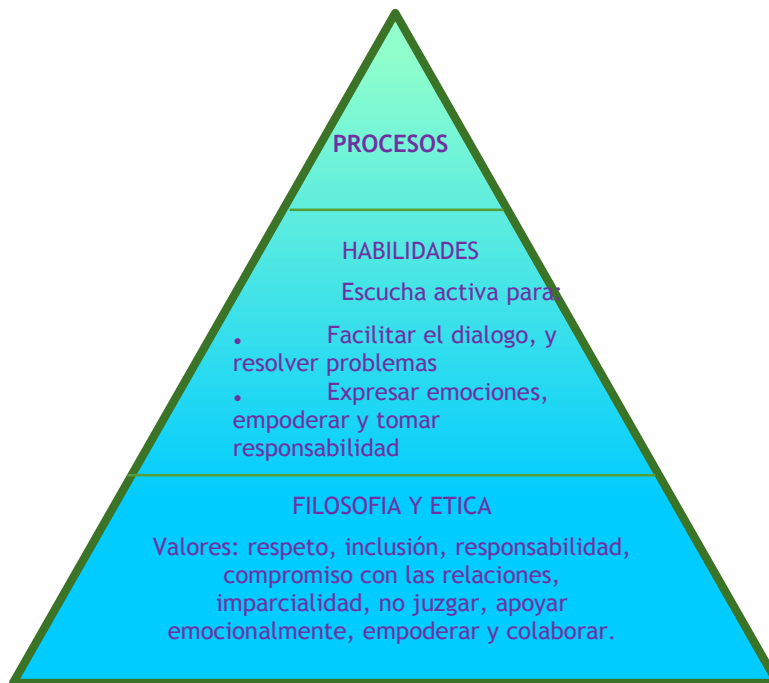 PROCESOS
HABILIDADES
Escucha activa para:
. Facilitar el dialogo, y
resolver problemas
. Expresar emociones,
empoderar y tomar
responsabilidad
FILOSOFIA Y ETICA
Valores: respeto, inclusión, responsabilidad,
compromiso con las relaciones,
imparcialidad, no juzgar, apoyar
emocionalmente, empoderar y colaborar.